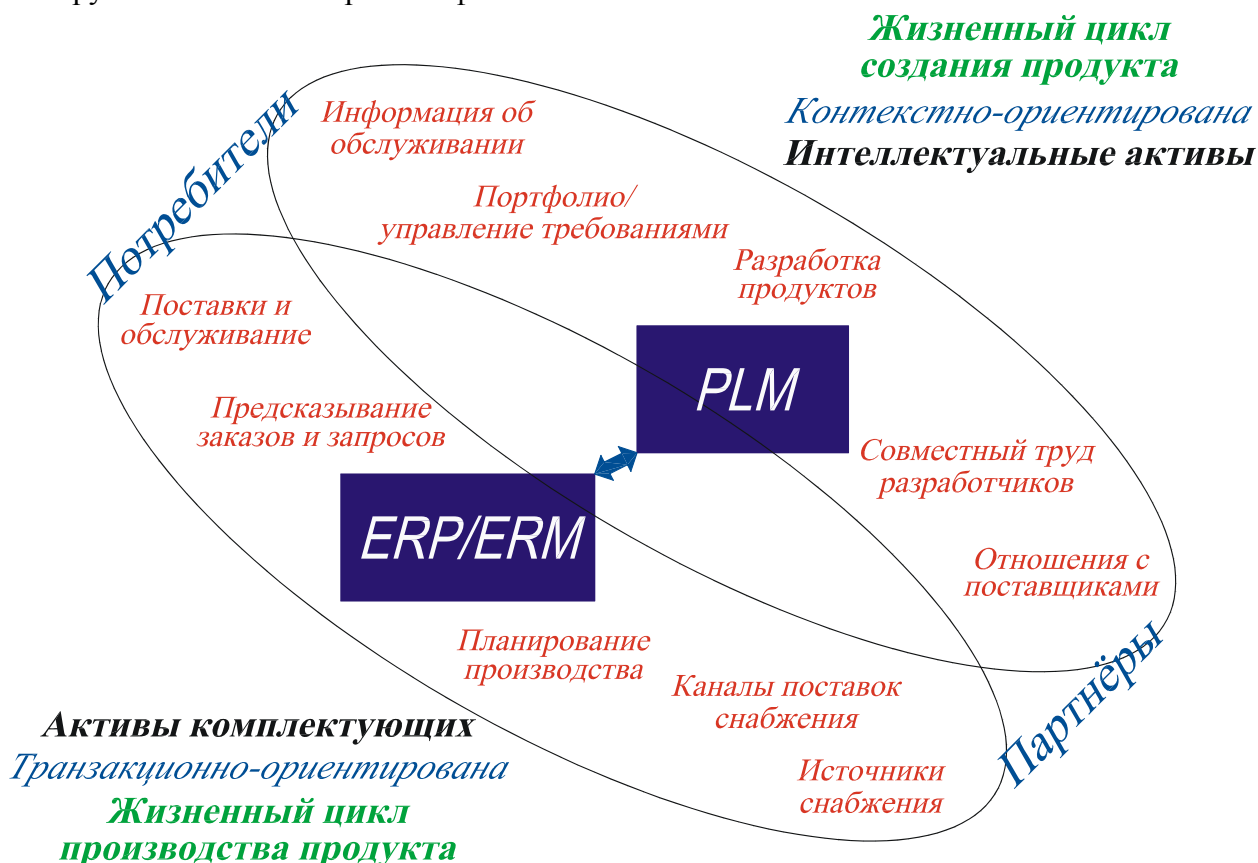 Жизненный цикл
создания продукта
Контекстно-ориентирована
Интеллектуальные активы
Потребители
Информация об
обслуживании
Портфолио/
управление требованиями
Разработка
продуктов
Поставки и
обслуживание
PLM
Предсказывание
заказов и запросов
Совместный труд
разработчиков
ERP/ERM
Отношения с
поставщиками
Планирование
производства
Каналы поставок
снабжения
Партнёры
Источники
снабжения
Активы комплектующих
Транзакционно-ориентирована
Жизненный цикл
производства продукта